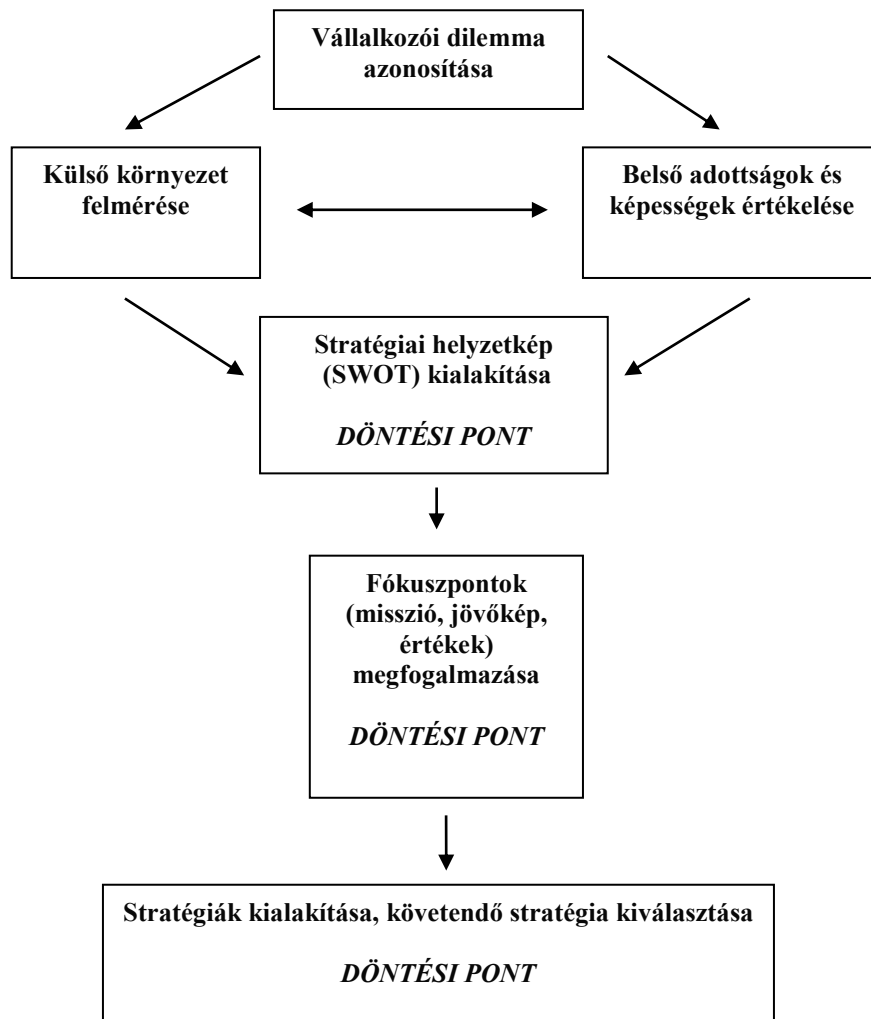 Vállalkozói dilemma
azonosítása
Külső környezet
felmérése
Belső adottságok és
képességek értékelése
Stratégiai helyzetkép
(SWOT) kialakítása
DÖNTÉSI PONT
Fókuszpontok
(misszió, jövőkép,
értékek)
megfogalmazása
DÖNTÉSI PONT
Stratégiák kialakítása, követendő stratégia kiválasztása
DÖNTÉSI PONT